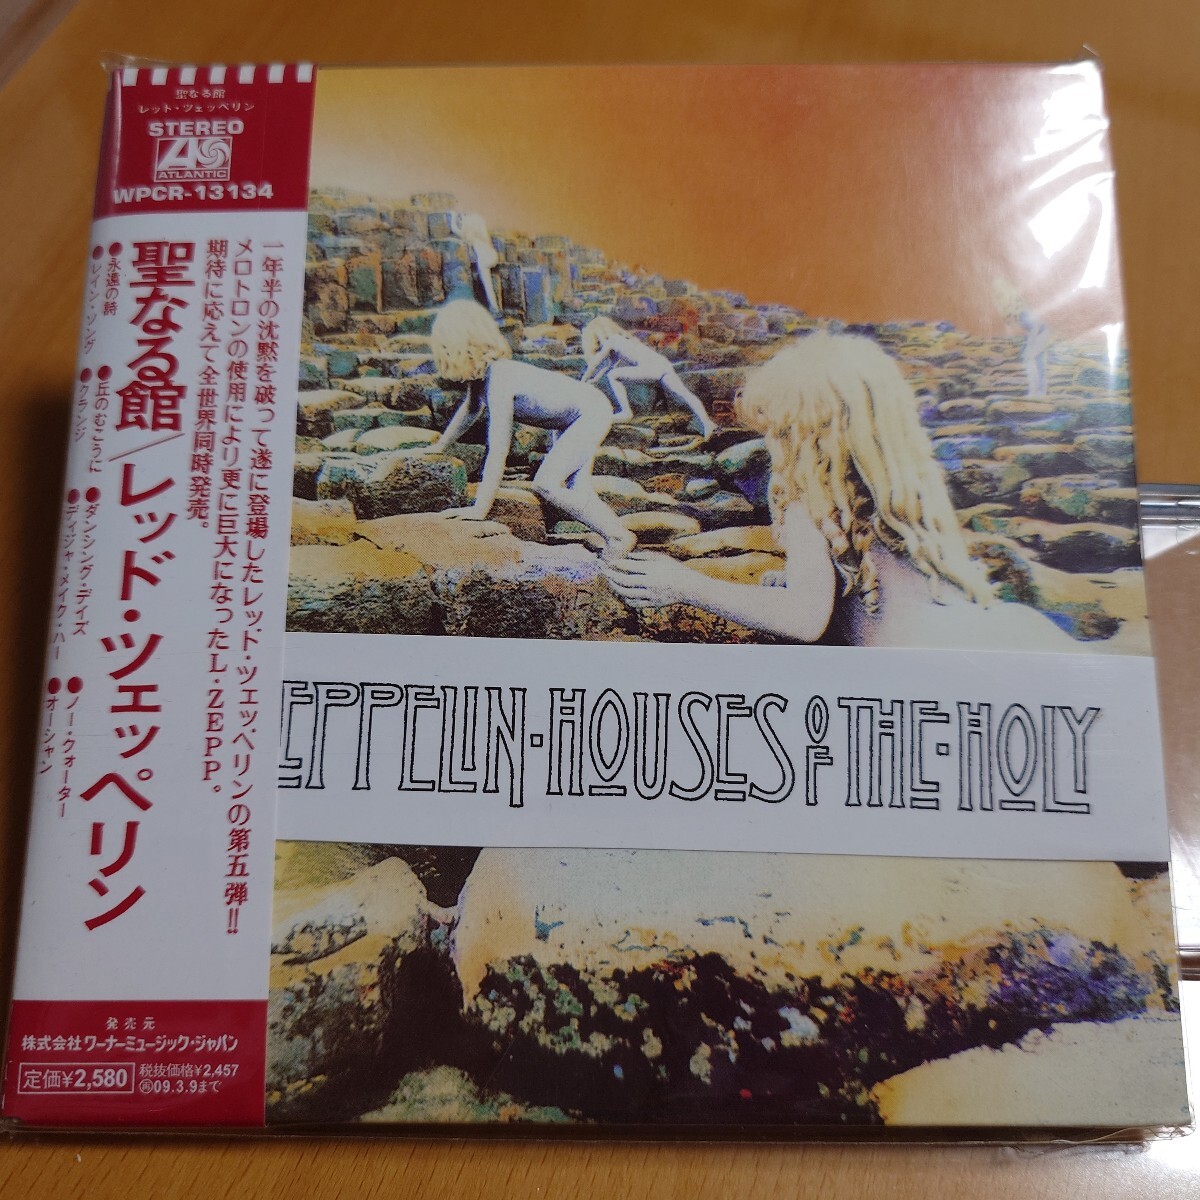 聖なる館
レット・ツェッペリン
STEREO
ATLANTIC
WPCR-13134
一年半の沈黙を破って遂に登場したレッド・ツェッペリンの第五弾!!
メロトロンの使用により更に巨大になったL・ZEPP。
期待に応えて全世界同時発売。
聖なる館/レッド・ツェッペリン
●永遠の詩
●レイン・ソング
●丘のむこうに
●クランジ
●ダンシング・デイズ
●ディジャ・メイク・ハー
●ノー・クォーター
●オーシャン
発売元
株式会社ワーナーミュージック・ジャパン
定価¥2,580
税抜価格¥2,457
再09.3.9まで
EPPELIN·HOUSES OF THE·HOLY